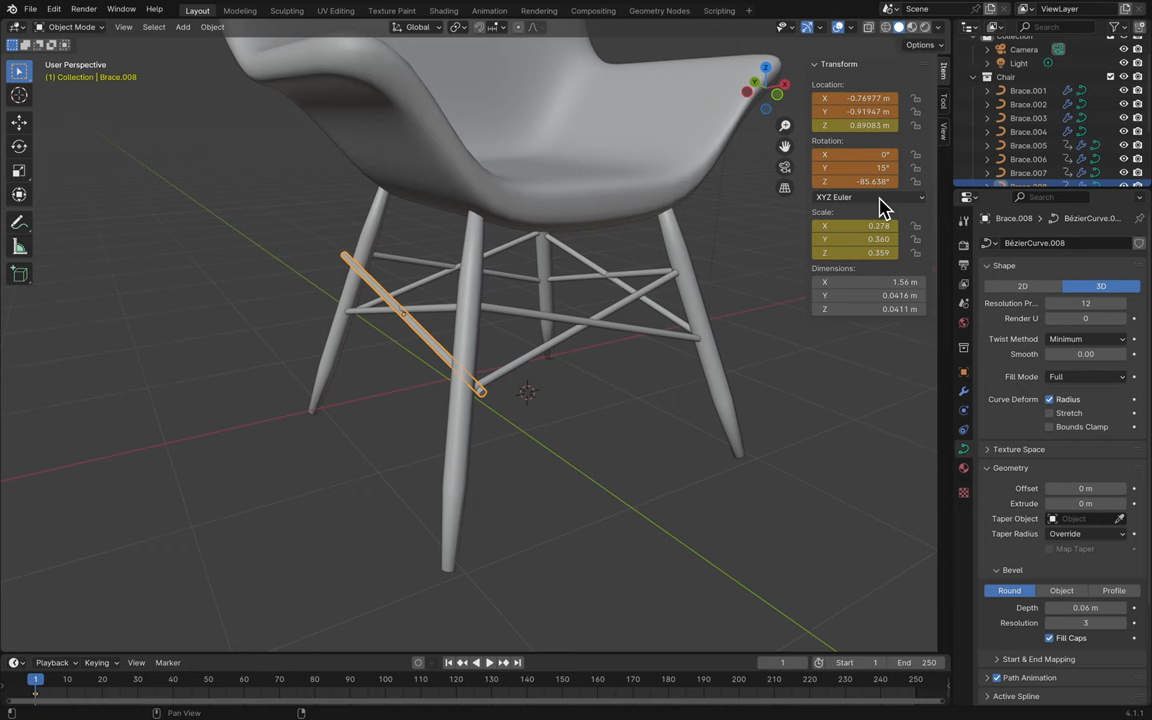 File Edit Render Window Help Layout Modeling Sculpting UV Editing Texture Paint Shading Animation Rendering Compositing Geometry Nodes Scripting + Scene ViewLayer
Object Mode View Select Add Object Global Options
User Perspective
(1) Collection | Brace.008
Transform
Location:
X -0.76977 m
Y -0.91947 m
Z 0.89083 m
Rotation:
X 0°
Y 15°
Z -85.638°
XYZ Euler
Scale:
X 0.278
Y 0.360
Z 0.359
Dimensions:
X 1.56 m
Y 0.0416 m
Z 0.0411 m
Item
Tool
View
Z
Y
X
Search
Collection
Camera
Light
Chair
Brace.001
Brace.002
Brace.003
Brace.004
Brace.005
Brace.006
Brace.007
Search
Brace.008 BézierCurve.0...
BézierCurve.008
Shape
2D 3D
Resolution Pr... 12
Render U 0
Twist Method Minimum
Smooth 0.00
Fill Mode Full
Curve Deform Radius
Stretch
Bounds Clamp
Texture Space
Geometry
Offset 0 m
Extrude 0 m
Taper Object Object
Taper Radius Override
Map Taper
Bevel
Round Object Profile
Depth 0.06 m
Resolution 3
Fill Caps
Start & End Mapping
Path Animation
Active Spline
Playback Keying View Marker 1 Start 1 End 250
1 10 20 30 40 50 60 70 80 90 100 110 120 130 140 150 160 170 180 190 200 210 220 230 240 250
Pan View 4.1.1